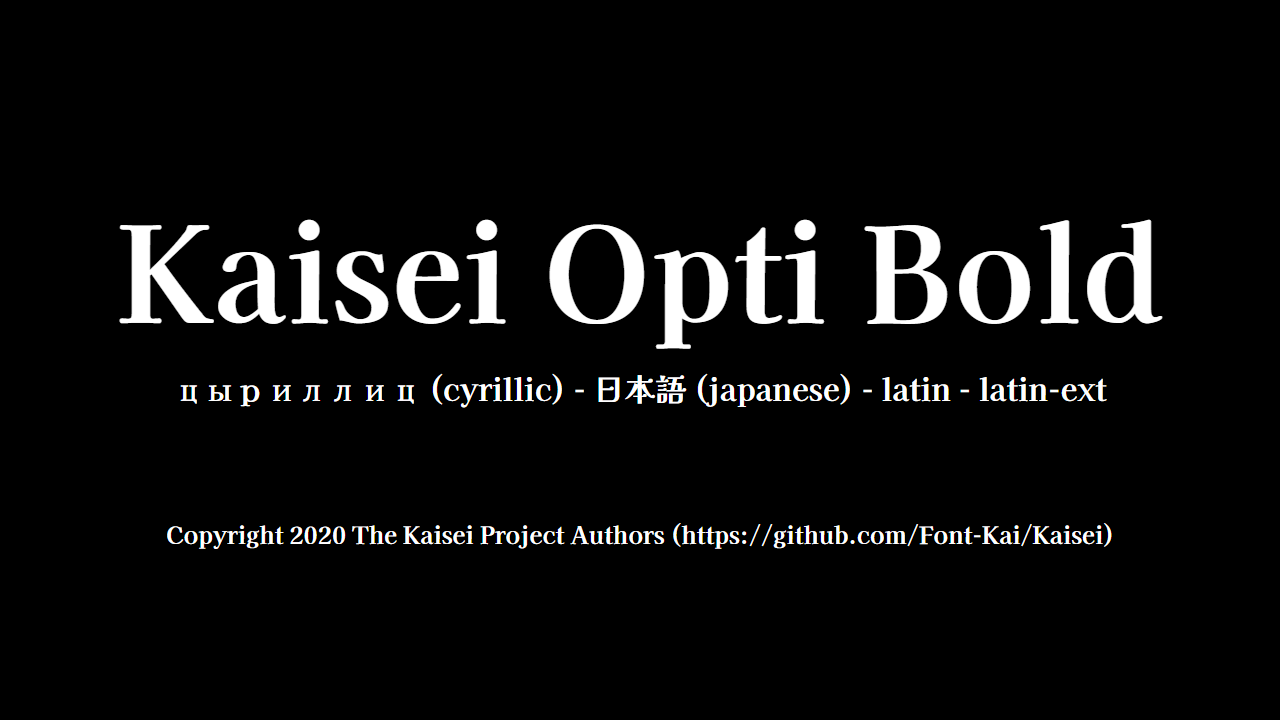 Kaisei Opti Bold
цыриллиц (cyrillic) - 日本語 (japanese) - latin - latin-ext
Copyright 2020 The Kaisei Project Authors (https://github.com/Font-Kai/Kaisei)